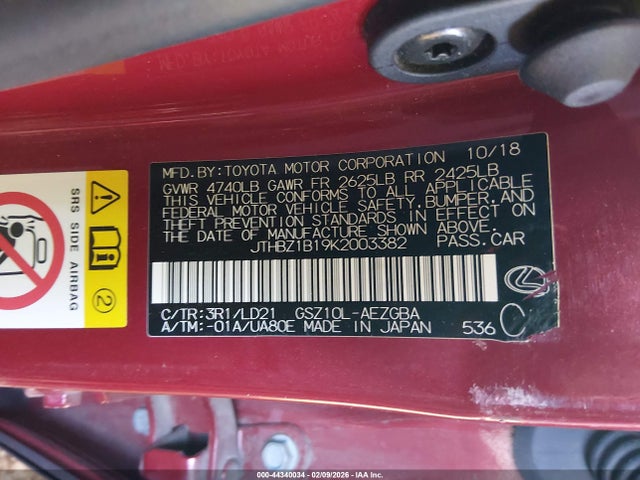 MFD. BY: TOYOTA MOTOR CORPORATION 10/18
GVWR 4740LB GAWR FR 2625LB RR 2425LB
THIS VEHICLE CONFORMS TO ALL APPLICABLE
FEDERAL MOTOR VEHICLE SAFETY, BUMPER, AND
THEFT PREVENTION STANDARDS IN EFFECT ON
THE DATE OF MANUFACTURE SHOWN ABOVE.
JTHBZ1B19K2003382 PASS. CAR
C/TR: 3R1/LD21 GSZ10L-AEZGBA
A/TM: -01A/UA80E MADE IN JAPAN 536 C
SRS SIDE AIRBAG
2
000-44340034 — 02/09/2026 — IAA Inc.